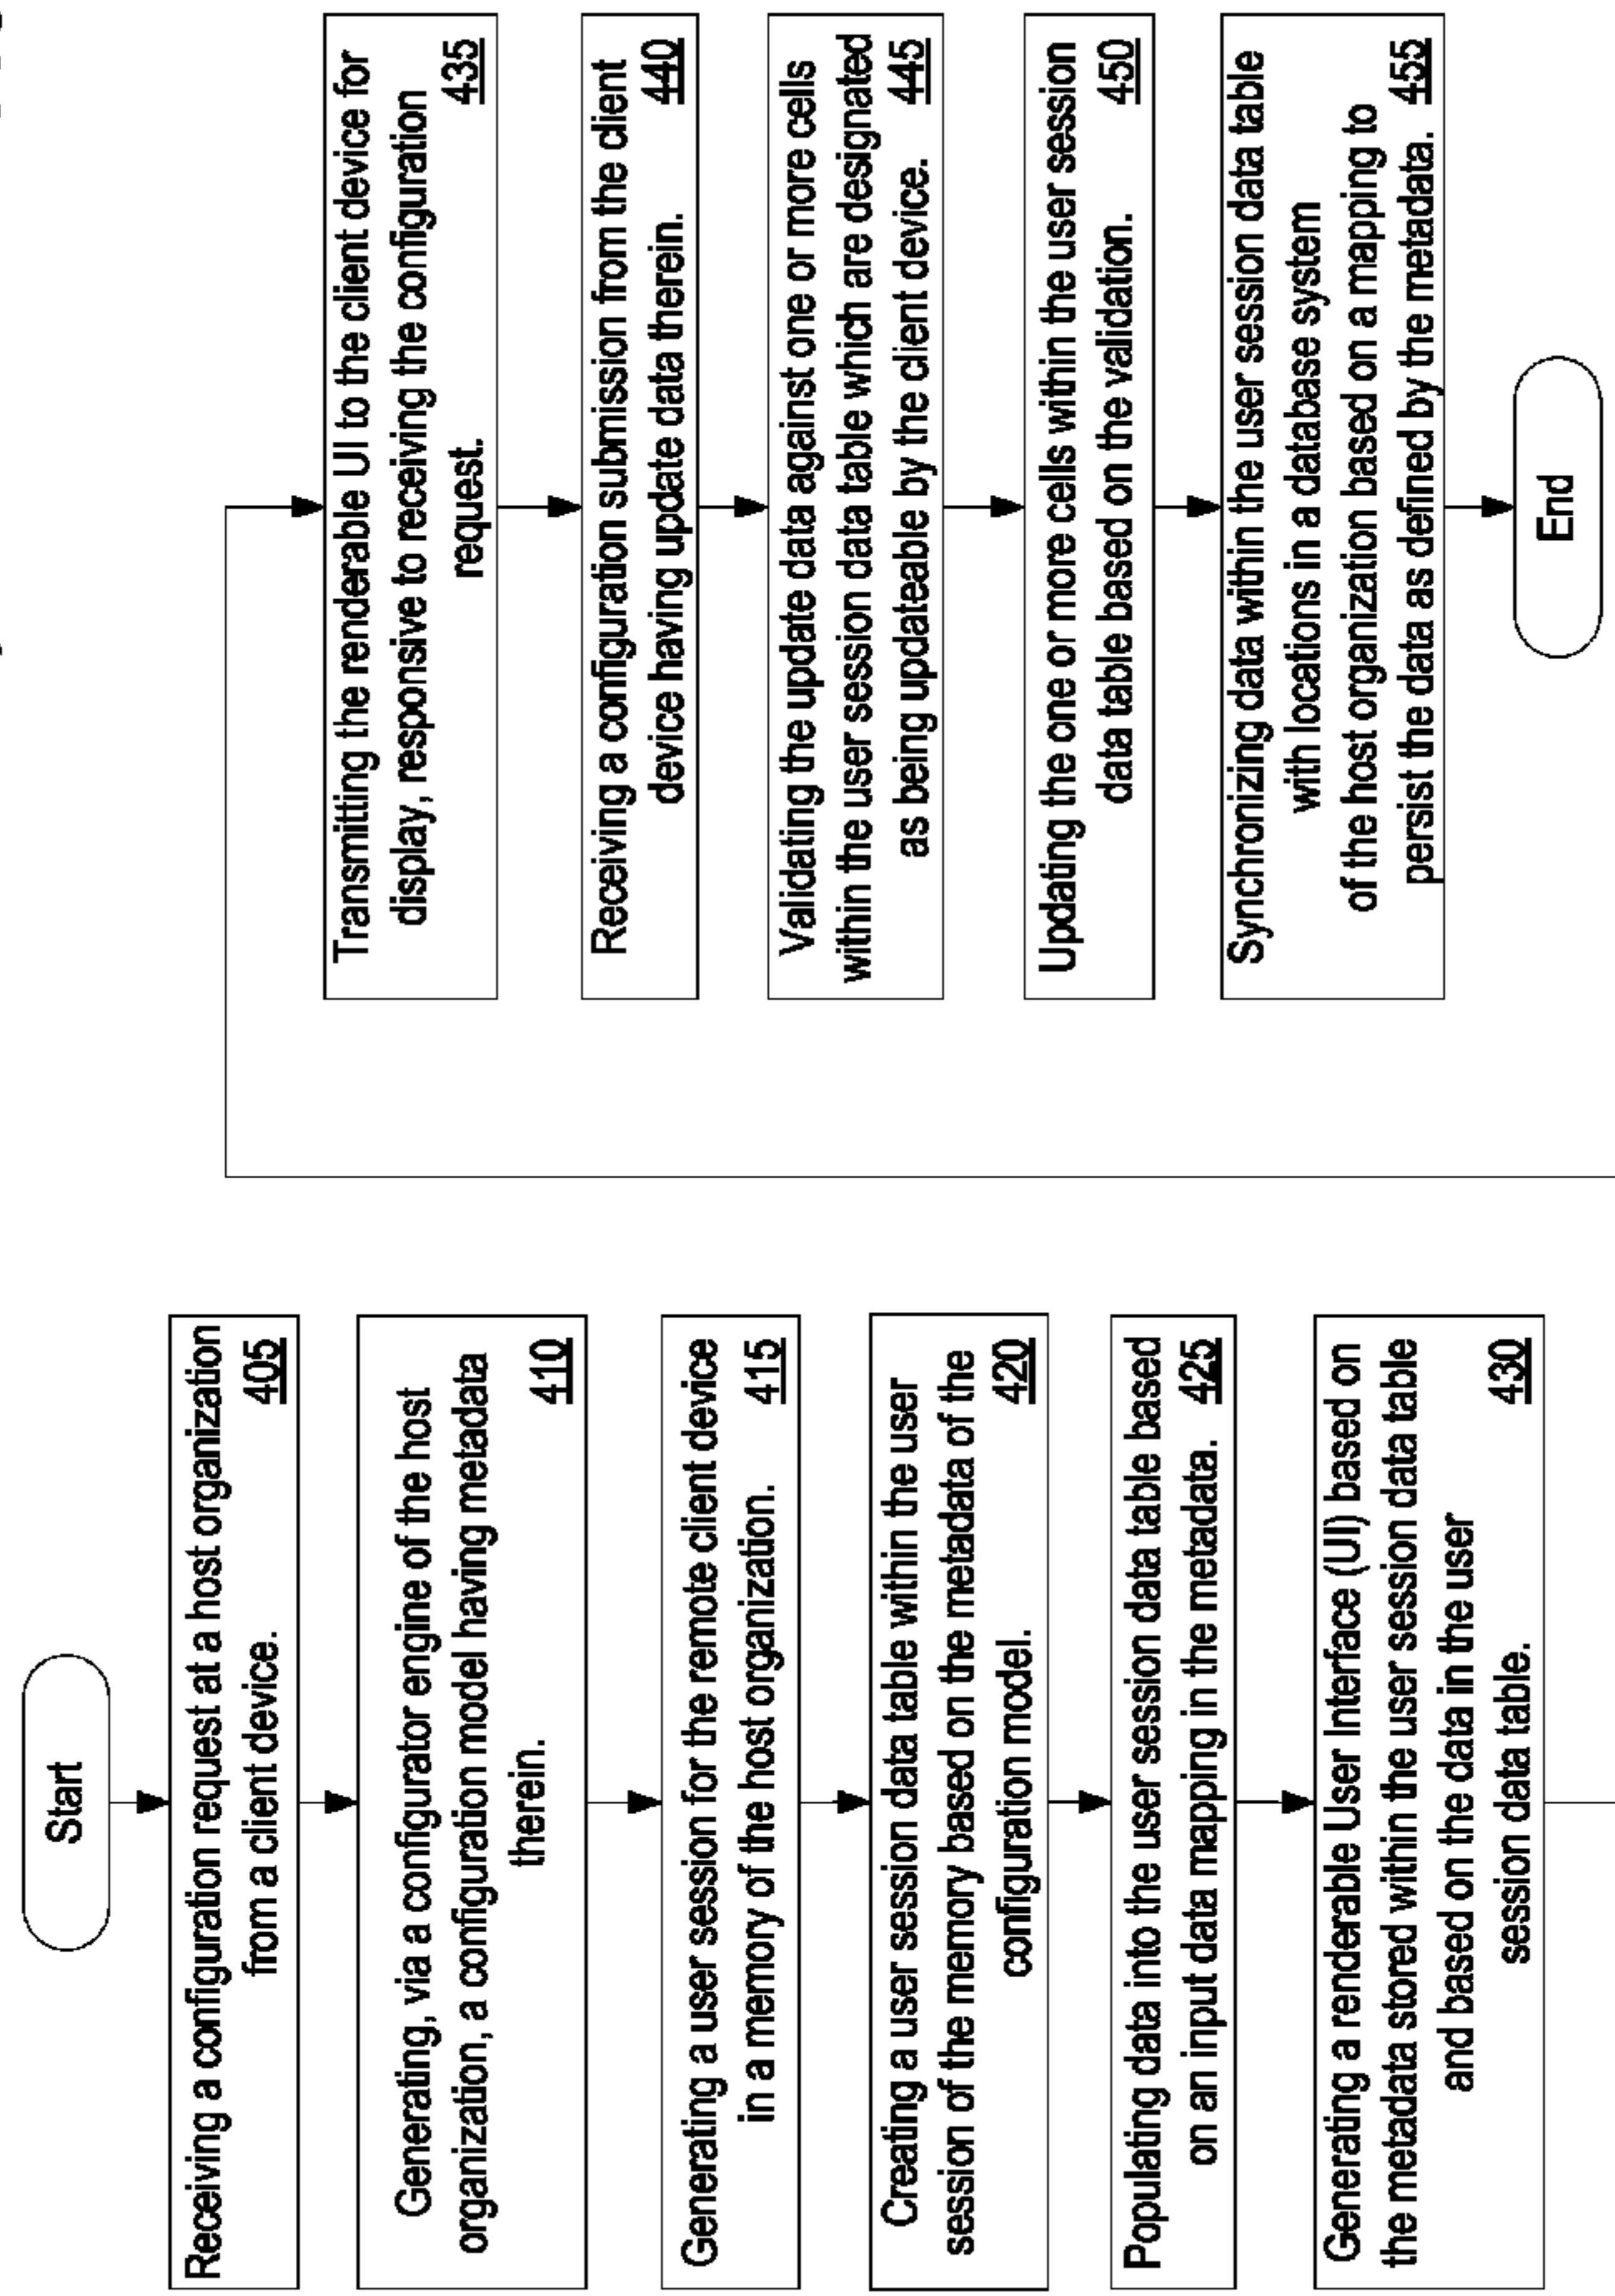 Start
Receiving a configuration request at a host organization
from a client device.
405
Generating, via a configurator engine of the host
organization, a configuration model having metadata
therein.
410
Generating a user session for the remote client device
in a memory of the host organization.
415
Creating a user session data table within the user
session of the memory based on the metadata of the
configuration model.
420
Populating data into the user session data table based
on an input data mapping in the metadata.
425
Generating a renderable User Interface (UI) based on
the metadata stored within the user session data table
and based on the data in the user
session data table.
430
Transmitting the renderable UI to the client device for
display, responsive to receiving the configuration
request.
435
Receiving a configuration submission from the client
device having update data therein.
440
Validating the update data against one or more cells
within the user session data table which are designated
as being updateable by the client device.
445
Updating the one or more cells within the user session
data table based on the validation.
450
Synchronizing data within the user session data table
with locations in a database system
of the host organization based on a mapping to
persist the data as defined by the metadata.
455
End